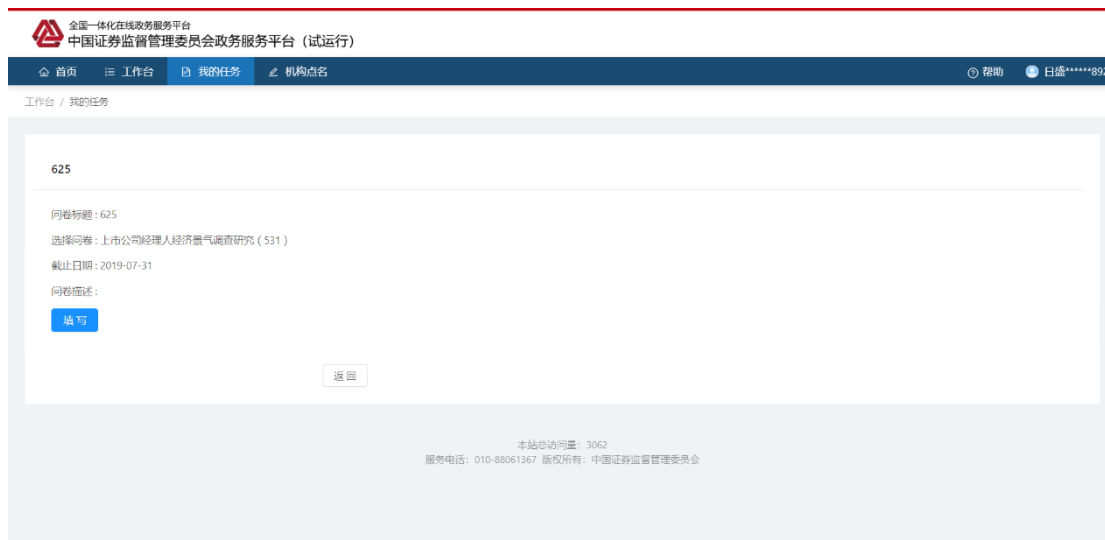 全国一体化在线政务服务平台
中国证券监督管理委员会政务服务平台（试运行）
首页 工作台 我的任务 机构点名 帮助 日盛******892
工作台 / 我的任务
625
问卷标题 : 625
选择问卷 : 上市公司经理人经济景气调查研究 ( 531 )
截止日期 : 2019-07-31
问卷描述 :
填写
返 回
本站总访问量：3062
服务电话：010-88061367 版权所有：中国证券监督管理委员会